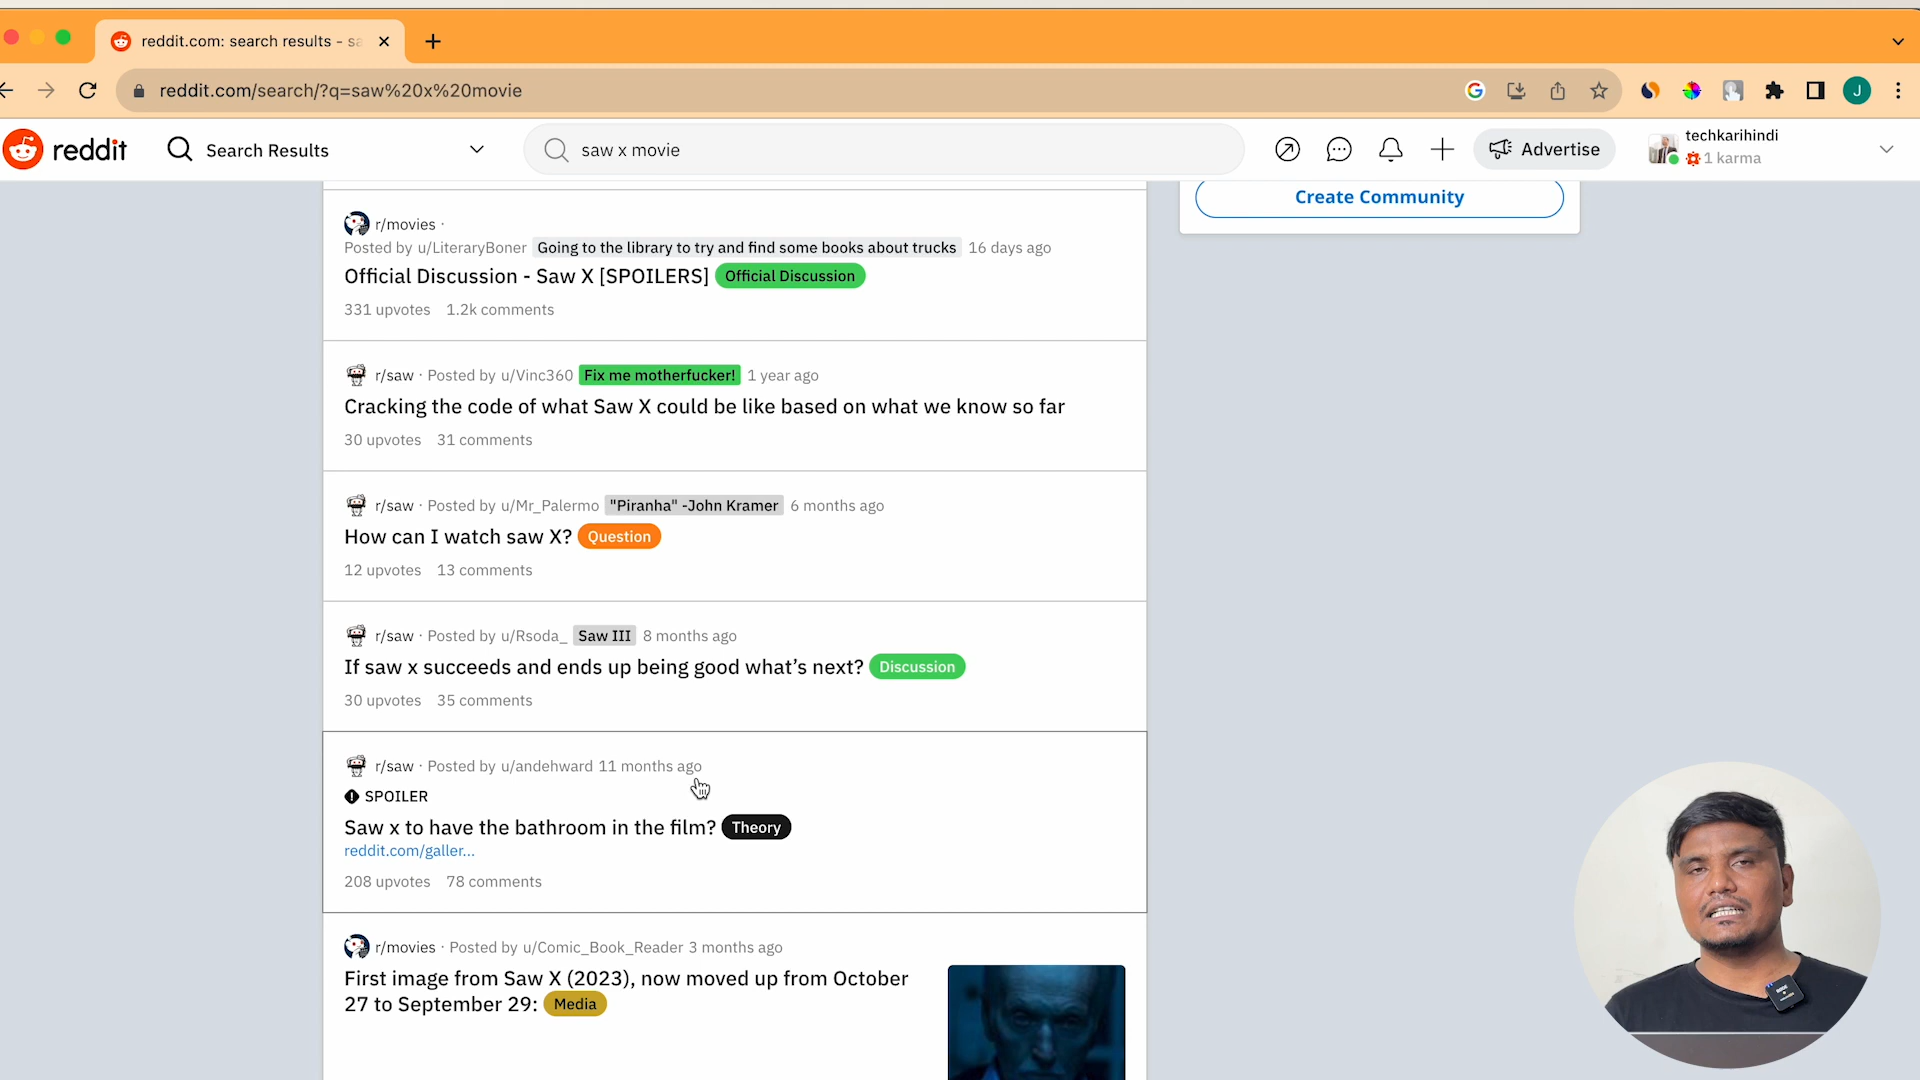 reddit.com: search results - sa
reddit.com/search/?q=saw%20x%20movie
J
reddit
Search Results
saw x movie
Advertise
techkarihindi
1 karma
Create Community
r/movies ·
Posted by u/LiteraryBoner Going to the library to try and find some books about trucks 16 days ago
Official Discussion - Saw X [SPOILERS] Official Discussion
331 upvotes 1.2k comments
r/saw · Posted by u/Vinc360 Fix me motherfucker! 1 year ago
Cracking the code of what Saw X could be like based on what we know so far
30 upvotes 31 comments
r/saw · Posted by u/Mr_Palermo "Piranha" -John Kramer 6 months ago
How can I watch saw X? Question
12 upvotes 13 comments
r/saw · Posted by u/Rsoda_ Saw III 8 months ago
If saw x succeeds and ends up being good what’s next? Discussion
30 upvotes 35 comments
r/saw · Posted by u/andehward 11 months ago
SPOILER
Saw x to have the bathroom in the film? Theory
reddit.com/galler...
208 upvotes 78 comments
r/movies · Posted by u/Comic_Book_Reader 3 months ago
First image from Saw X (2023), now moved up from October
27 to September 29: Media